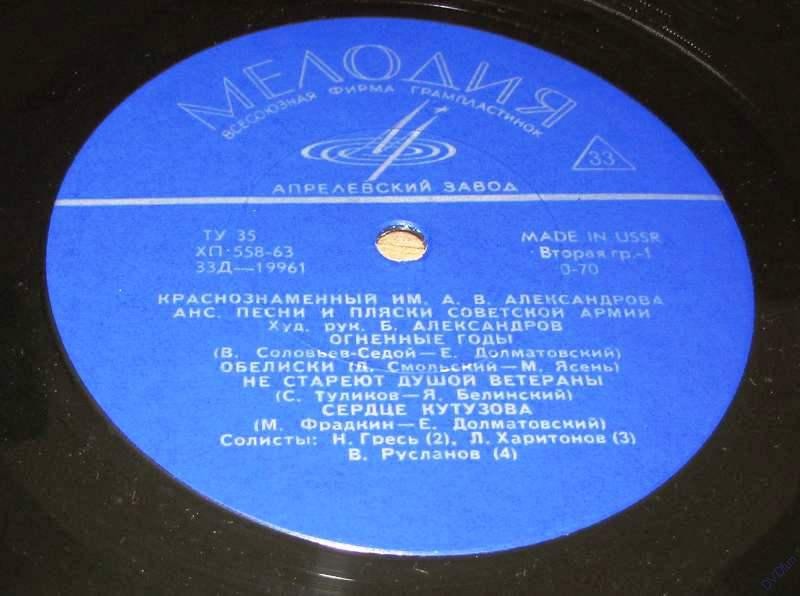 МЕЛОДИЯ
ВСЕСОЮЗНАЯ ФИРМА ГРАМПЛАСТИНОК
33
АПРЕЛЕВСКИЙ ЗАВОД
ТУ 35
ХП·558-63
33Д—19961
MADE IN USSR
Вторая гр.-1
0-70
КРАСНОЗНАМЕННЫЙ ИМ. А. В. АЛЕКСАНДРОВА
АНС. ПЕСНИ И ПЛЯСКИ СОВЕТСКОЙ АРМИИ
Худ. рук. Б. АЛЕКСАНДРОВ
ОГНЕННЫЕ ГОДЫ
(В. Соловьев-Седой—Е. Долматовский)
ОБЕЛИСКИ (Д. Смольский—М. Ясень)
НЕ СТАРЕЮТ ДУШОЙ ВЕТЕРАНЫ
(С. Туликов—Я. Белинский)
СЕРДЦЕ КУТУЗОВА
(М. Фрадкин—Е. Долматовский)
Солисты: Н. Гресь (2), Л. Харитонов (3)
В. Русланов (4)
DVDfun